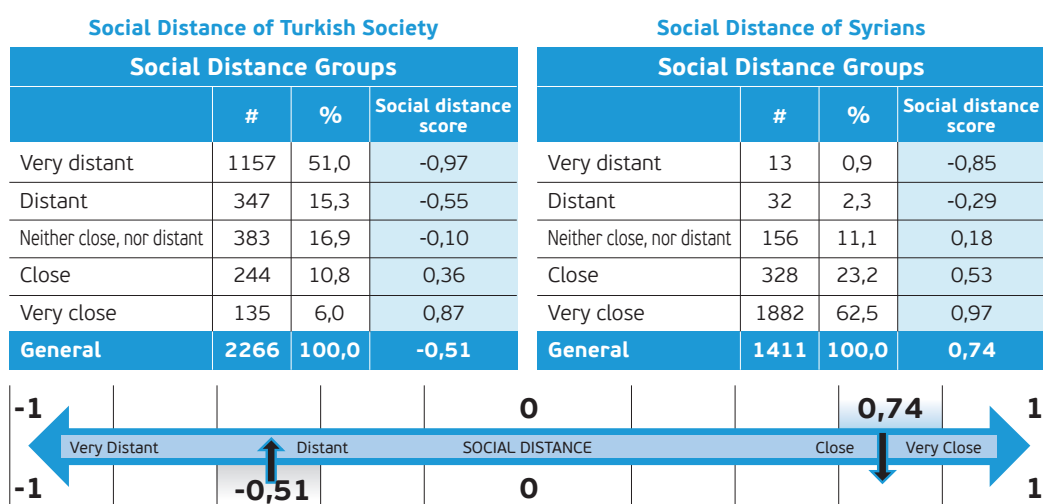 Social Distance of Turkish Society
Social Distance Groups
# % Social distance score
Very distant 1157 51,0 -0,97
Distant 347 15,3 -0,55
Neither close, nor distant 383 16,9 -0,10
Close 244 10,8 0,36
Very close 135 6,0 0,87
General 2266 100,0 -0,51
Social Distance of Syrians
Social Distance Groups
# % Social distance score
Very distant 13 0,9 -0,85
Distant 32 2,3 -0,29
Neither close, nor distant 156 11,1 0,18
Close 328 23,2 0,53
Very close 1882 62,5 0,97
General 1411 100,0 0,74
-1 0 0,74 1
Very Distant Distant SOCIAL DISTANCE Close Very Close
-1 -0,51 0 1